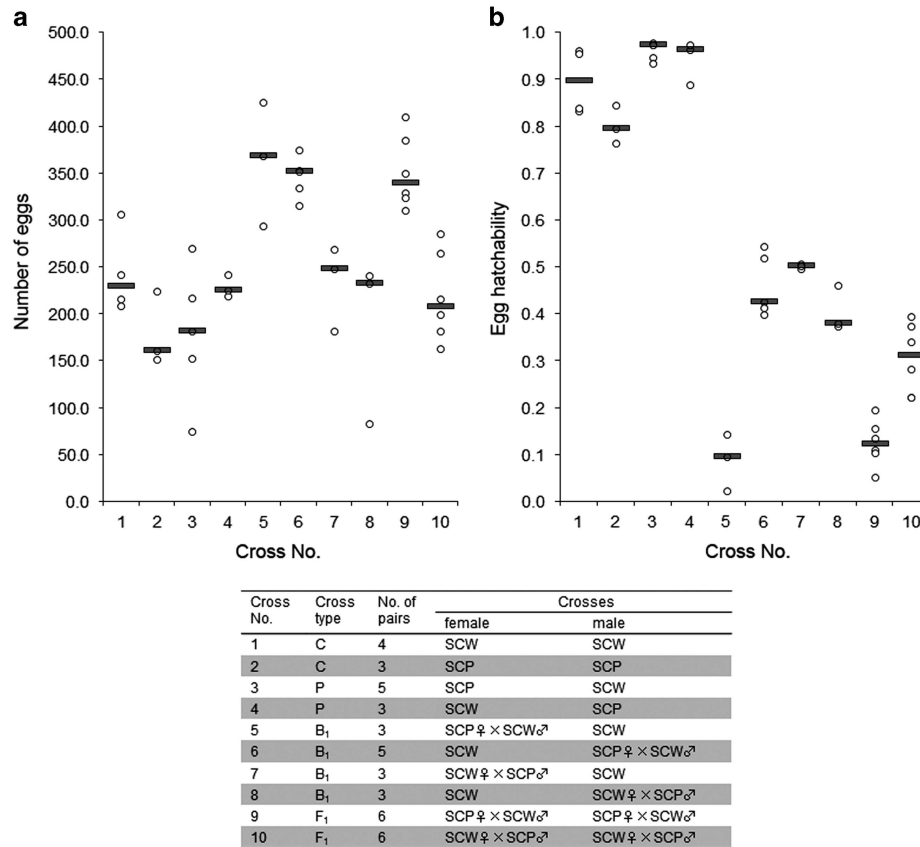 a
500.0
450.0
400.0
350.0
300.0
250.0
200.0
150.0
100.0
50.0
0.0
Number of eggs
1 2 3 4 5 6 7 8 9 10
Cross No.
b
1.0
0.9
0.8
0.7
0.6
0.5
0.4
0.3
0.2
0.1
0.0
Egg hatchability
1 2 3 4 5 6 7 8 9 10
Cross No.
Cross No. Cross type No. of pairs Crosses
female male
1 C 4 SCW SCW
2 C 3 SCP SCP
3 P 5 SCP SCW
4 P 3 SCW SCP
5 B₁ 3 SCP♀ × SCW♂ SCW
6 B₁ 5 SCW SCP♀ × SCW♂
7 B₁ 3 SCW♀ × SCP♂ SCW
8 B₁ 3 SCW SCW♀ × SCP♂
9 F₁ 6 SCP♀ × SCW♂ SCP♀ × SCW♂
10 F₁ 6 SCW♀ × SCP♂ SCW♀ × SCP♂